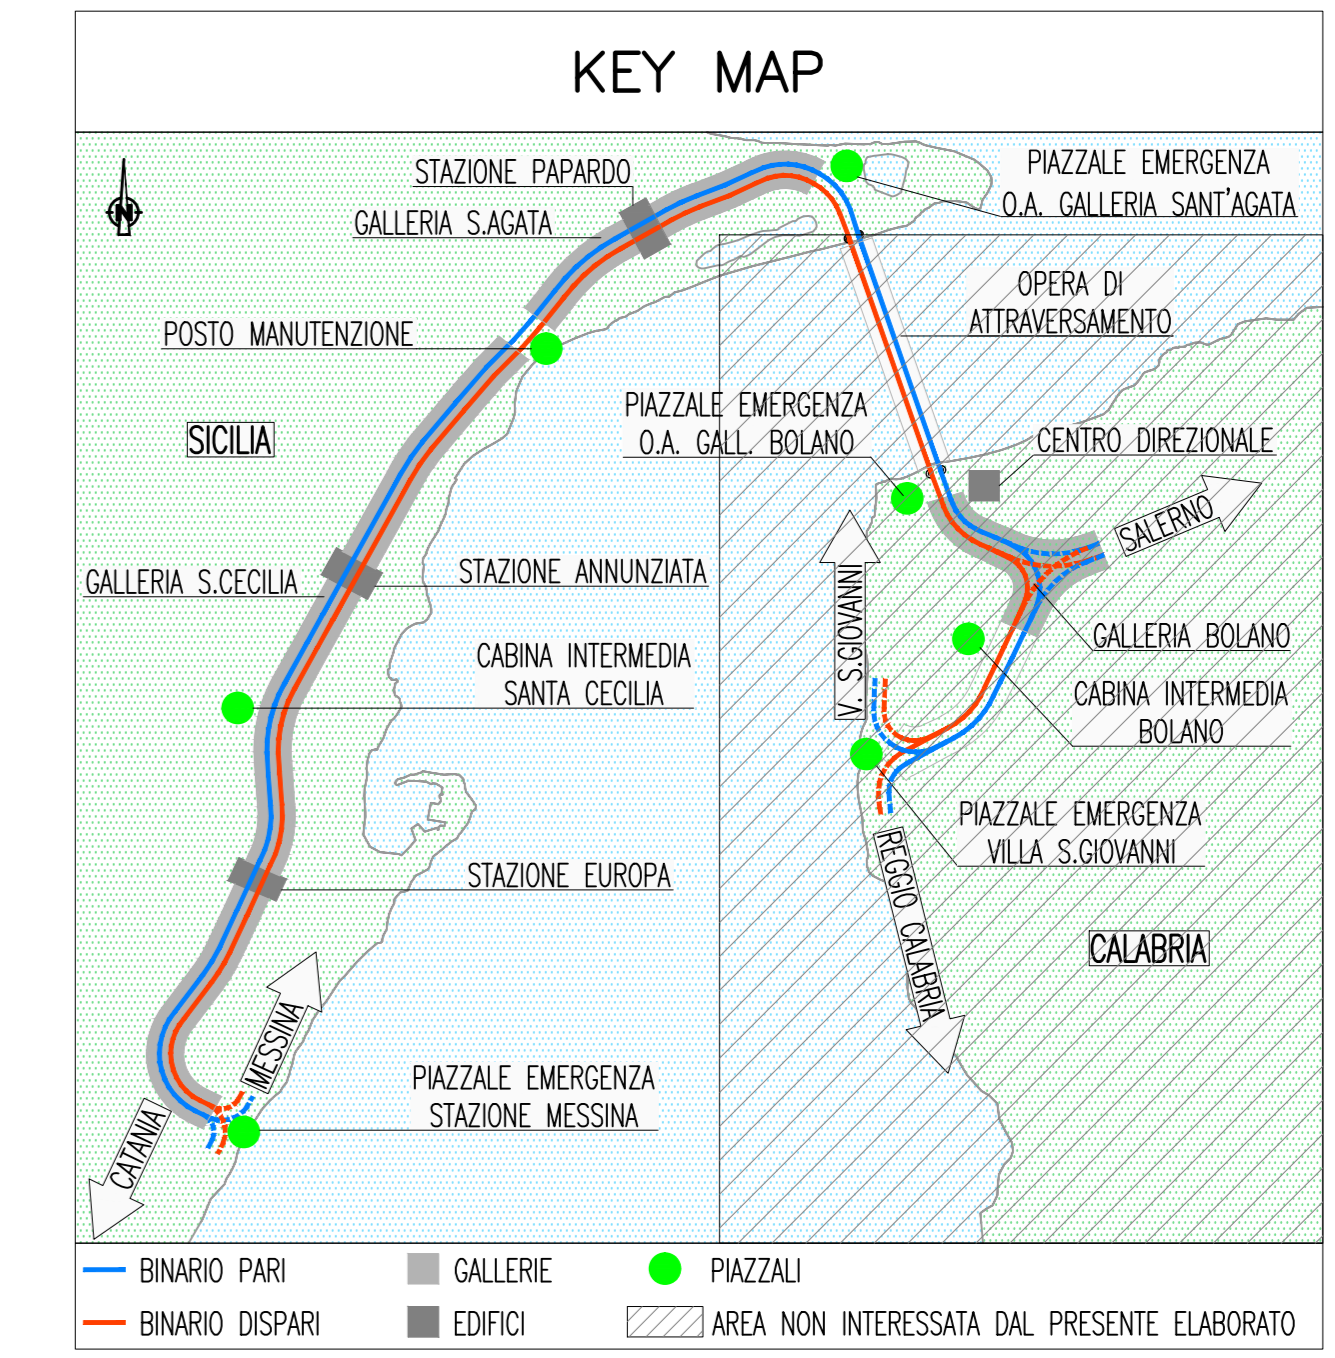 KEY MAP
N
STAZIONE PAPARDO
GALLERIA S.AGATA
PIAZZALE EMERGENZA
O.A. GALLERIA SANT'AGATA
OPERA DI
ATTRAVERSAMENTO
POSTO MANUTENZIONE
SICILIA
PIAZZALE EMERGENZA
O.A. GALL. BOLANO
CENTRO DIREZIONALE
SALERNO
GALLERIA S.CECILIA
STAZIONE ANNUNZIATA
V. S.GIOVANNI
GALLERIA BOLANO
CABINA INTERMEDIA
SANTA CECILIA
CABINA INTERMEDIA
BOLANO
PIAZZALE EMERGENZA
VILLA S.GIOVANNI
STAZIONE EUROPA
REGGIO CALABRIA
CALABRIA
MESSINA
PIAZZALE EMERGENZA
STAZIONE MESSINA
CATANIA
BINARIO PARI
GALLERIE
PIAZZALI
BINARIO DISPARI
EDIFICI
AREA NON INTERESSATA DAL PRESENTE ELABORATO